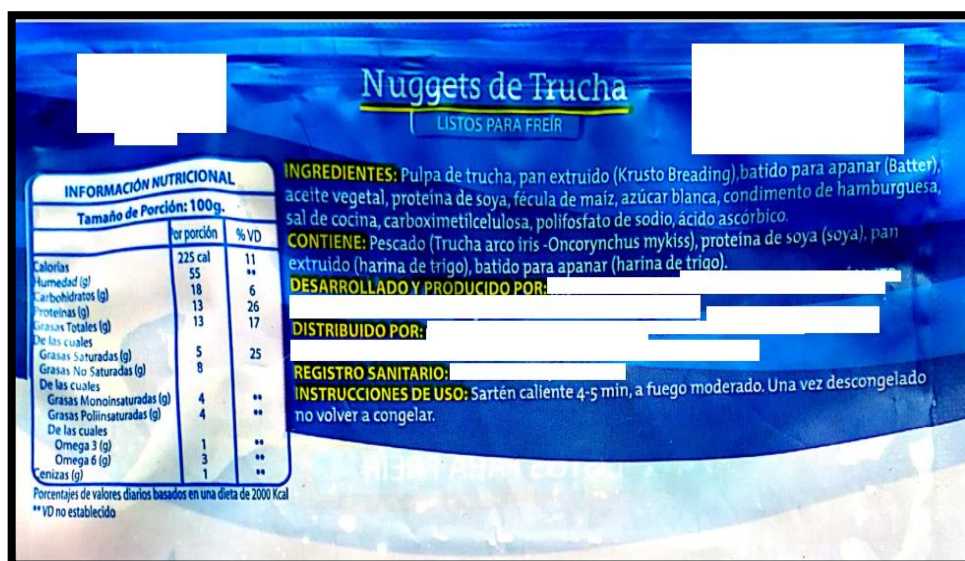 Nuggets de Trucha
LISTOS PARA FREÍR
INFORMACIÓN NUTRICIONAL
Tamaño de Porción: 100g.
Por porción % VD
Calorías 225 cal 11
Humedad (g) 55 **
Carbohidratos (g) 18 6
Proteínas (g) 13 26
Grasas Totales (g) 13 17
De las cuales
Grasas Saturadas (g) 5 25
Grasas No Saturadas (g) 8
De las cuales
Grasas Monoinsaturadas (g) 4 **
Grasas Poliinsaturadas (g) 4 **
De las cuales
Omega 3 (g) 1 **
Omega 6 (g) 3 **
Cenizas (g) 1 **
Porcentajes de valores diarios basados en una dieta de 2000 Kcal
** VD no establecido
INGREDIENTES: Pulpa de trucha, pan extruido (Krusto Breading), batido para apanar (Batter),
aceite vegetal, proteína de soya, fécula de maíz, azúcar blanca, condimento de hamburguesa,
sal de cocina, carboximetilcelulosa, polifosfato de sodio, ácido ascórbico.
CONTIENE: Pescado (Trucha arco iris -Oncorynchus mykiss), proteína de soya (soya), pan
extruido (harina de trigo), batido para apanar (harina de trigo).
DESARROLLADO Y PRODUCIDO POR:
DISTRIBUIDO POR:
REGISTRO SANITARIO:
INSTRUCCIONES DE USO: Sartén caliente 4-5 min, a fuego moderado. Una vez descongelado
no volver a congelar.